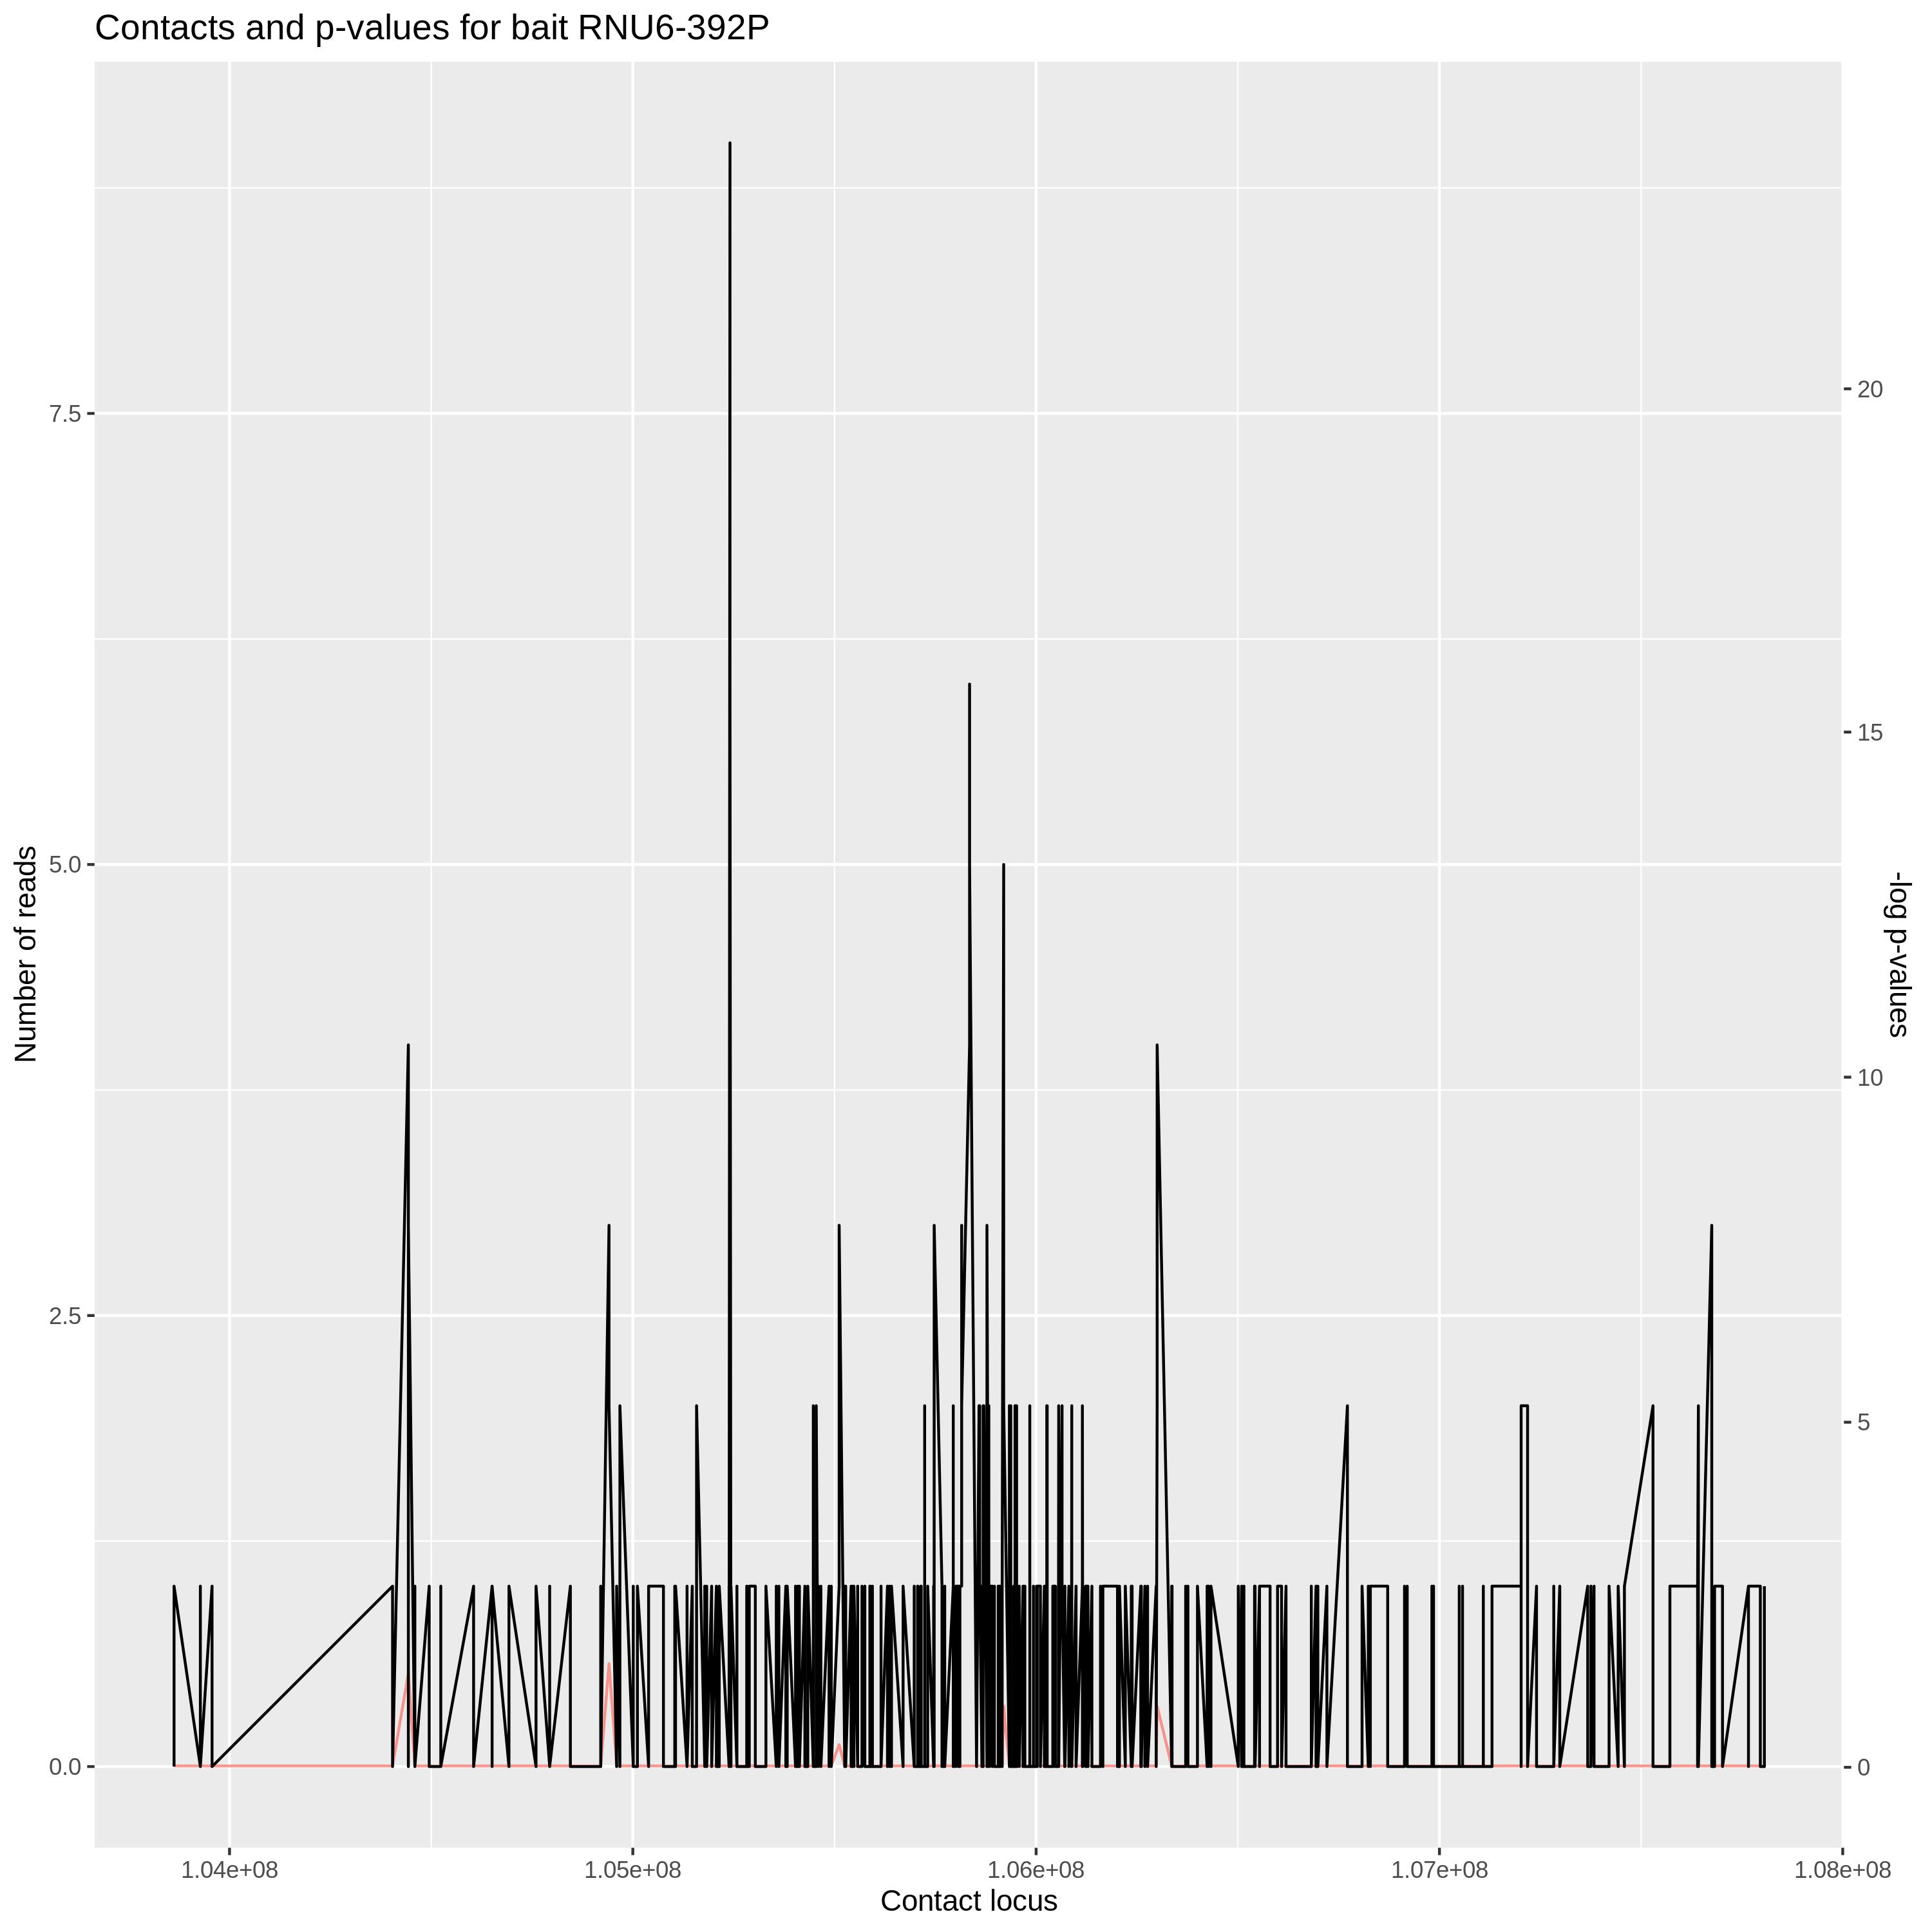 Contacts and p-values for bait RNU6-392P
7.5
5.0
2.5
0.0
Number of reads
20
15
10
5
0
-log p-values
1.04e+08
1.05e+08
1.06e+08
1.07e+08
1.08e+08
Contact locus